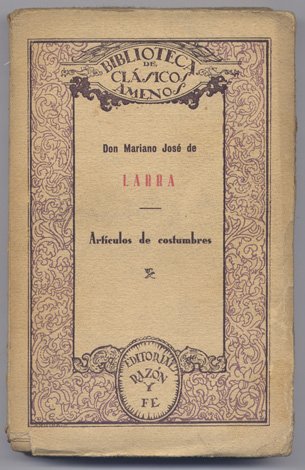 BIBLIOTECA
DE
CLÁSICOS
AMENOS
Don Mariano José de
LARRA
Artículos de costumbres
EDITORIAL
RAZÓN
Y
FE